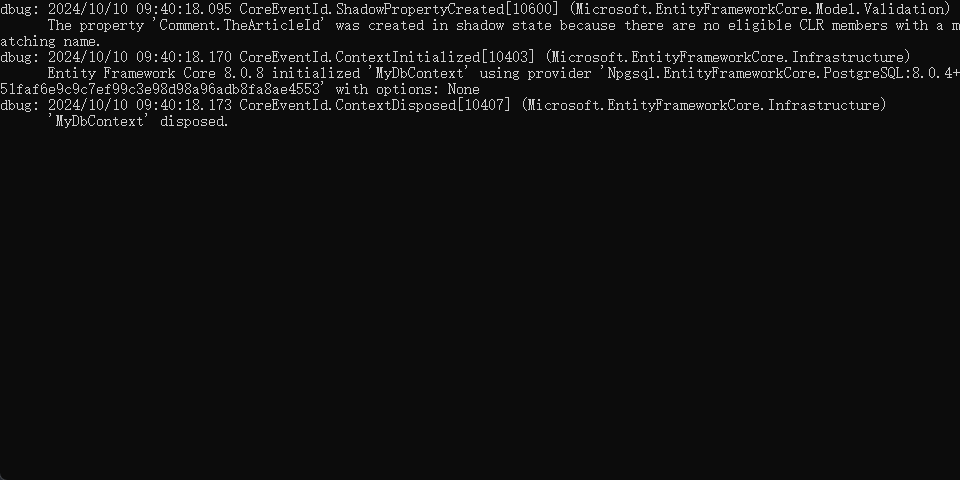 dbug: 2024/10/10 09:40:18.095 CoreEventId.ShadowPropertyCreated[10600] (Microsoft.EntityFrameworkCore.Model.Validation)
The property 'Comment.TheArticleId' was created in shadow state because there are no eligible CLR members with a m
atching name.
dbug: 2024/10/10 09:40:18.170 CoreEventId.ContextInitialized[10403] (Microsoft.EntityFrameworkCore.Infrastructure)
Entity Framework Core 8.0.8 initialized 'MyDbContext' using provider 'Npgsql.EntityFrameworkCore.PostgreSQL:8.0.4+
51faf6e9c9c7ef99c3e98d98a96adb8fa8ae4553' with options: None
dbug: 2024/10/10 09:40:18.173 CoreEventId.ContextDisposed[10407] (Microsoft.EntityFrameworkCore.Infrastructure)
'MyDbContext' disposed.